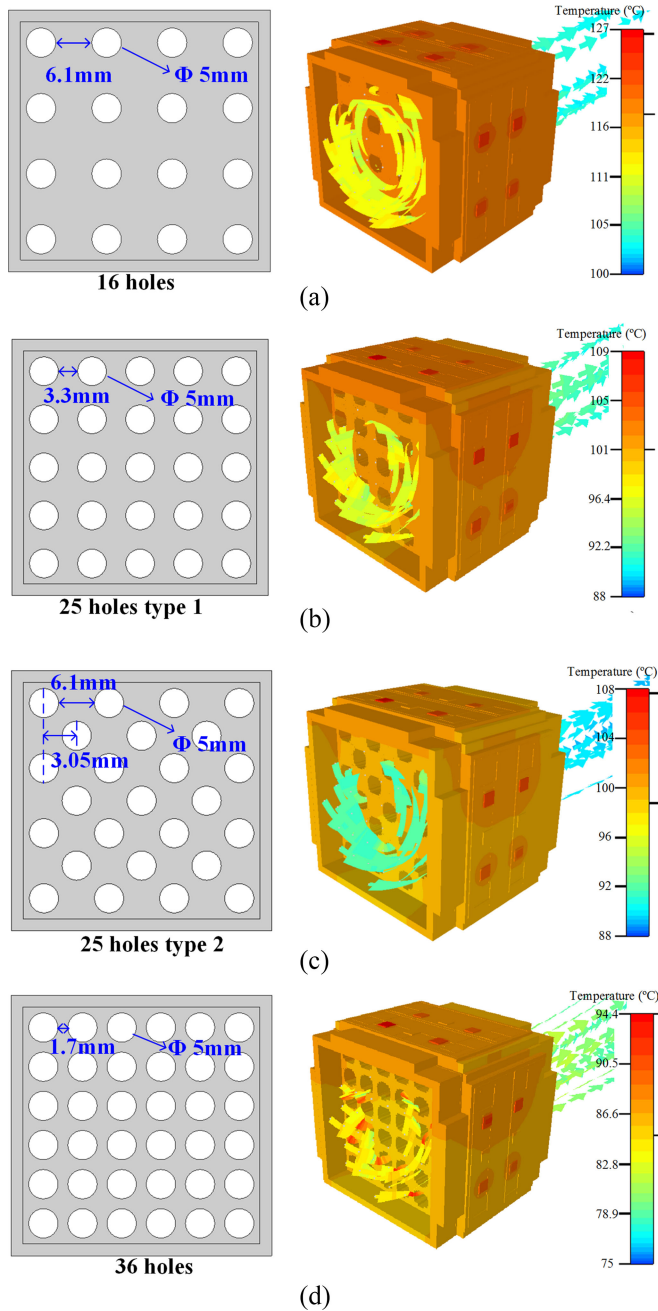 6.1mm
Φ 5mm
16 holes
Temperature (°C)
127
122
116
111
105
100
(a)
3.3mm
Φ 5mm
25 holes type 1
Temperature (°C)
109
105
101
96.4
92.2
88
(b)
6.1mm
Φ 5mm
3.05mm
25 holes type 2
Temperature (°C)
108
104
100
96
92
88
(c)
1.7mm
Φ 5mm
36 holes
Temperature (°C)
94.4
90.5
86.6
82.8
78.9
75
(d)